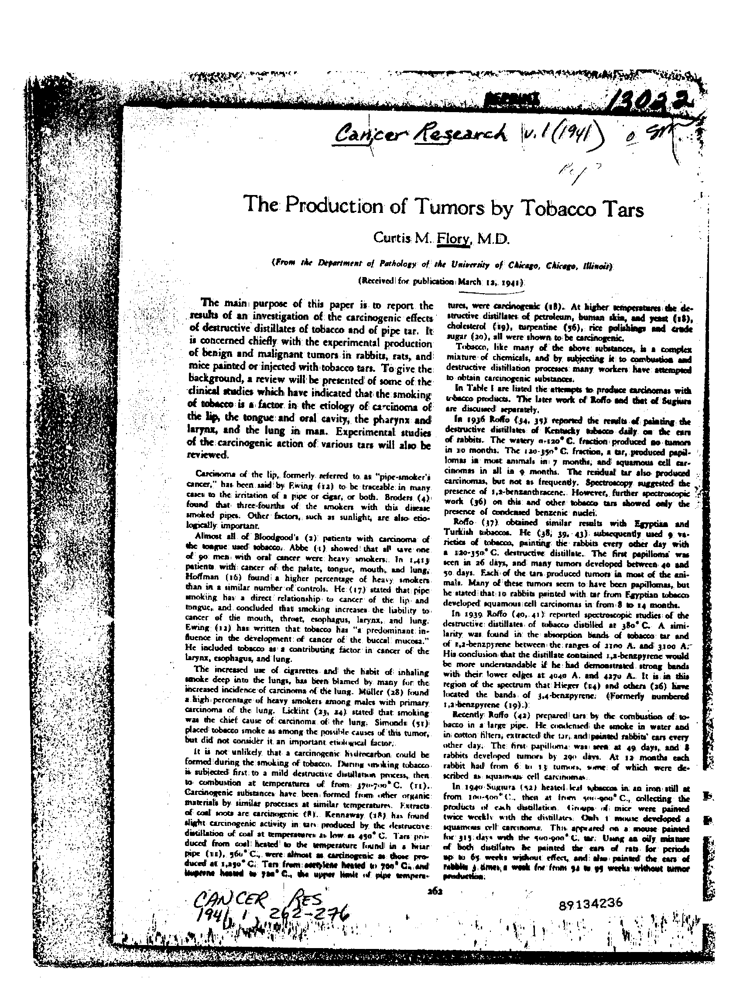 REPRINT
13022
Cancer Research v.1 (1941)
The Production of Tumors by Tobacco Tars
Curtis M. Flory, M.D.
(From the Department of Pathology of the University of Chicago, Chicago, Illinois)
(Received for publication March 12, 1941)
The main purpose of this paper is to report the
results of an investigation of the carcinogenic effects
of destructive distillates of tobacco and of pipe tar. It
is concerned chiefly with the experimental production
of benign and malignant tumors in rabbits, rats, and
mice painted or injected with tobacco tars. To give the
background, a review will be presented of some of the
clinical studies which have indicated that the smoking
of tobacco is a factor in the etiology of carcinoma of
the lip, the tongue and oral cavity, the pharynx and
larynx, and the lung in man. Experimental studies
of the carcinogenic action of various tars will also be
reviewed.
Carcinoma of the lip, formerly referred to as "pipe-smoker's
cancer," has been said by Ewing (12) to be traceable in many
cases to the irritation of a pipe or cigar, or both. Broders (4)
found that three-fourths of the smokers with this disease
smoked pipes. Other factors, such as sunlight, are also etio-
logically important.
Almost all of Bloodgood's (2) patients with carcinoma of
the tongue used tobacco. Abbe (1) showed that all save one
of 90 men with oral cancer were heavy smokers. In 1,413
patients with cancer of the palate, tongue, mouth, and lung,
Hoffman (16) found a higher percentage of heavy smokers
than in a similar number of controls. He (17) stated that pipe
smoking has a direct relationship to cancer of the lip and
tongue, and concluded that smoking increases the liability to
cancer of the mouth, throat, esophagus, larynx, and lung.
Ewing (12) has written that tobacco has "a predominant in-
fluence in the development of cancer of the buccal mucosa."
He included tobacco as a contributing factor in cancer of the
larynx, esophagus, and lung.
The increased use of cigarettes and the habit of inhaling
smoke deep into the lungs, has been blamed by many for the
increased incidence of carcinoma of the lung. Müller (28) found
a high percentage of heavy smokers among males with primary
carcinoma of the lung. Lickint (23, 24) stated that smoking
was the chief cause of carcinoma of the lung. Simonds (51)
placed tobacco smoke as among the possible causes of this tumor,
but did not consider it an important etiological factor.
It is not unlikely that a carcinogenic hydrocarbon could be
formed during the smoking of tobacco. During smoking tobacco
is subjected first to a mild destructive distillation process, then
to combustion at temperatures of from 370-700° C. (11).
Carcinogenic substances have been formed from other organic
materials by similar processes at similar temperatures. Extracts
of coal soots are carcinogenic (8). Kennaway (18) has found
slight carcinogenic activity in tars produced by the destructive
distillation of coal at temperatures as low as 450° C. Tars pro-
duced from coal heated to the temperature found in a briar
pipe (11), 560° C., were almost as carcinogenic as those pro-
duced at 1,250° C. Tars from acetylene heated to 700° C., and
isoprene heated to 720° C., the upper limit of pipe tempera-
tures, were carcinogenic (18). At higher temperatures the de-
structive distillates of petroleum, human skin, and yeast (18),
cholesterol (19), turpentine (56), rice polishings and crude
sugar (20), all were shown to be carcinogenic.
Tobacco, like many of the above substances, is a complex
mixture of chemicals, and by subjecting it to combustion and
destructive distillation processes many workers have attempted
to obtain carcinogenic substances.
In Table I are listed the attempts to produce carcinomas with
tobacco products. The later work of Roffo and that of Sugiura
are discussed separately.
In 1936 Roffo (34, 35) reported the results of painting the
destructive distillates of Kentucky tobacco daily on the ears
of rabbits. The watery 0-120° C. fraction produced no tumors
in 10 months. The 120-350° C. fraction, a tar, produced papil-
lomas in most animals in 7 months, and squamous cell car-
cinomas in all in 9 months. The residual tar also produced
carcinomas, but not as frequently. Spectroscopy suggested the
presence of 1,2-benzanthracene. However, further spectroscopic
work (36) on this and other tobacco tars showed only the
presence of condensed benzenic nuclei.
Roffo (37) obtained similar results with Egyptian and
Turkish tobaccos. He (38, 39, 43) subsequently used 9 va-
rieties of tobacco, painting the rabbits every other day with
a 120-350° C. destructive distillate. The first papilloma was
seen in 26 days, and many tumors developed between 40 and
50 days. Each of the tars produced tumors in most of the ani-
mals. Many of these tumors seem to have been papillomas, but
he stated that 10 rabbits painted with tar from Egyptian tobacco
developed squamous cell carcinomas in from 8 to 14 months.
In 1939 Roffo (40, 41) reported spectroscopic studies of the
destructive distillates of tobacco distilled at 380° C. A simi-
larity was found in the absorption bands of tobacco tar and
of 1,2-benzpyrene between the ranges of 2100 A. and 3100 A.
His conclusion that the distillate contained 1,2-benzpyrene would
be more understandable if he had demonstrated strong bands
with their lower edges at 4040 A. and 4270 A. It is in this
region of the spectrum that Hieger (14) and others (26) have
located the bands of 3,4-benzpyrene. (Formerly numbered
1,2-benzpyrene (19).)
Recently Roffo (42) prepared tars by the combustion of to-
bacco in a large pipe. He condensed the smoke in water and
in cotton filters, extracted the tar, and painted rabbits' ears every
other day. The first papilloma was seen at 49 days, and 8
rabbits developed tumors by 290 days. At 12 months each
rabbit had from 6 to 13 tumors, some of which were de-
scribed as squamous cell carcinomas.
In 1940 Sugiura (52) heated leaf tobaccos in an iron still at
from 100-500° C., then at from 500-900° C., collecting the
products of each distillation. Groups of mice were painted
twice weekly with the distillates. Only 1 mouse developed a
squamous cell carcinoma. This appeared on a mouse painted
for 315 days with the 500-900° C. tar. Using an oily mixture
of both distillates he painted the ears of rats for periods
up to 65 weeks without effect, and also painted the ears of
rabbits 3 times a week for from 52 to 95 weeks without tumor
production.
262
CANCER RES
1941, 1, 262-276
89134236